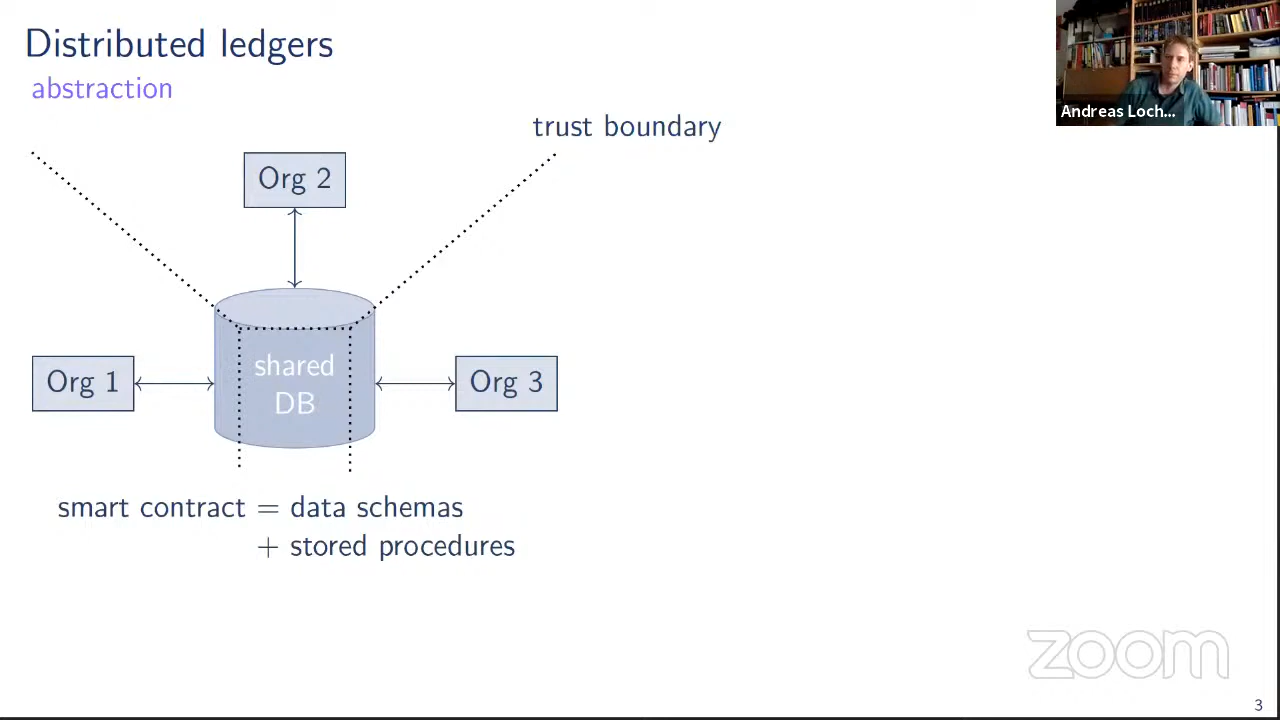 Distributed ledgers
abstraction
trust boundary
Org 2
Org 1
shared
DB
Org 3
smart contract = data schemas
+ stored procedures
Andreas Loch...
zoom
3